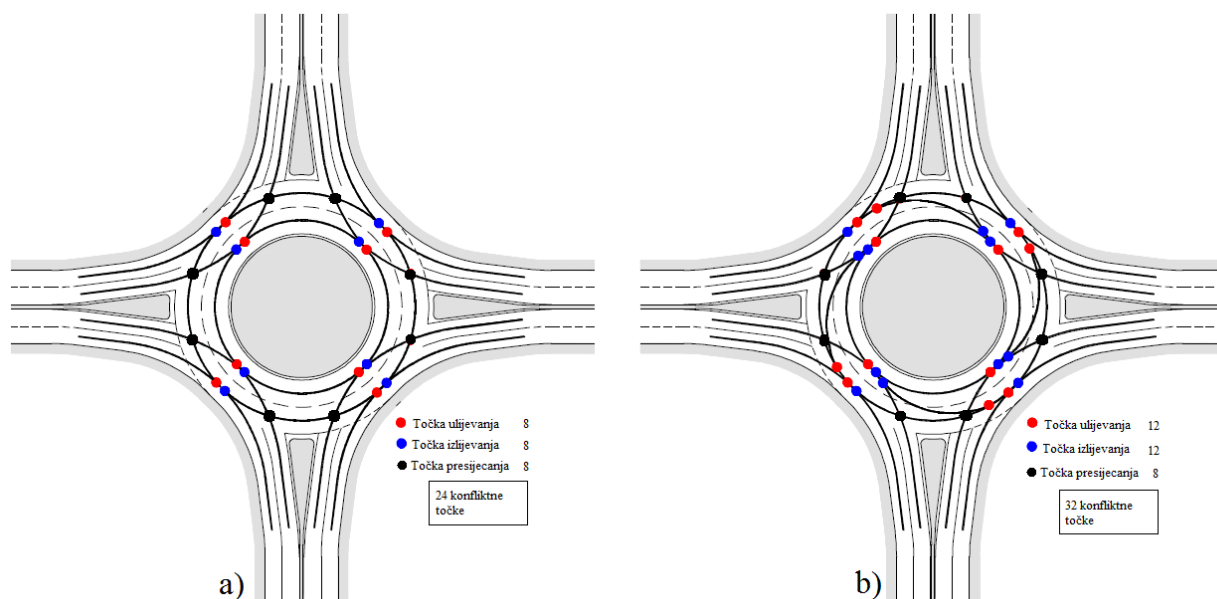 Točka ulijevanja 8
Točka izlijevanja 8
Točka presijecanja 8
24 konfliktne
točke
a)
Točka ulijevanja 12
Točka izlijevanja 12
Točka presijecanja 8
32 konfliktne
točke
b)